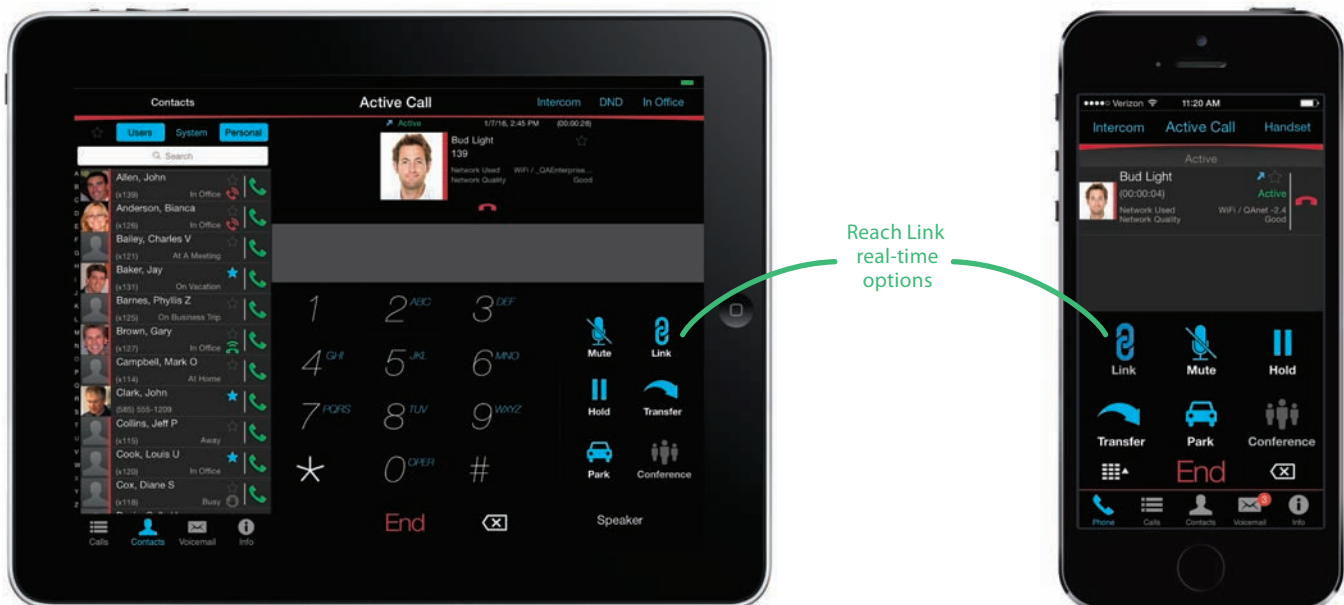 Contacts
Active Call
Intercom DND In Office
Users System Personal
Search
Active 1/7/16, 2:45 PM (00:00:28)
Bud Light
139
Network Used WiFi / _QAEnterprise...
Network Quality Good
A
B
C
D
E
F
G
H
I
J
K
L
M
N
O
P
Q
R
S
T
U
V
W
X
Y
Z
Allen, John
(x139) In Office
Anderson, Bianca
(x126) In Office
Bailey, Charles V
(x121) At A Meeting
Baker, Jay
(x131) On Vacation
Barnes, Phyllis Z
(x125) On Business Trip
Brown, Gary
(x127) In Office
Campbell, Mark O
(x114) At Home
Clark, John
(585) 555-1209
Collins, Jeff P
(x115) Away
Cook, Louis U
(x120) In Office
Cox, Diane S
(x118) Busy
1 2 ABC 3 DEF
4 GHI 5 JKL 6 MNO
7 PQRS 8 TUV 9 WXYZ
* 0 OPER #
Mute Link
Hold Transfer
Park Conference
End
Speaker
Calls Contacts Voicemail Info
Reach Link
real-time
options
Verizon 11:20 AM
Intercom Active Call Handset
Active
Bud Light
(00:00:04) Active
Network Used WiFi / QAnet -2.4
Network Quality Good
Link Mute Hold
Transfer Park Conference
End
3
Phone Calls Contacts Voicemail Info